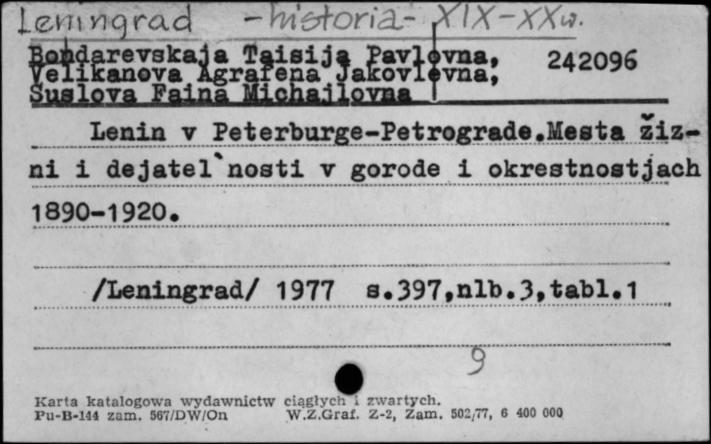 Leningrad -historia- XIX-XXw.
Bondarevskaja Taisija Pavlovna, 242096
Velikanova Agrafena Jakovlevna,
Suslova Faina Michajlovna
Lenin v Peterburge-Petrograde.Mesta žiz-
ni i dejatel`nosti v gorode i okrestnostjach
1890-1920.
/Leningrad/ 1977 s.397,nlb.3,tabl.1
9
Karta katalogowa wydawnictw ciągłych i zwartych.
Pu-B-144 zam. 567/DW/On W.Z.Graf. Z-2, Zam. 502/77, 6 400 000